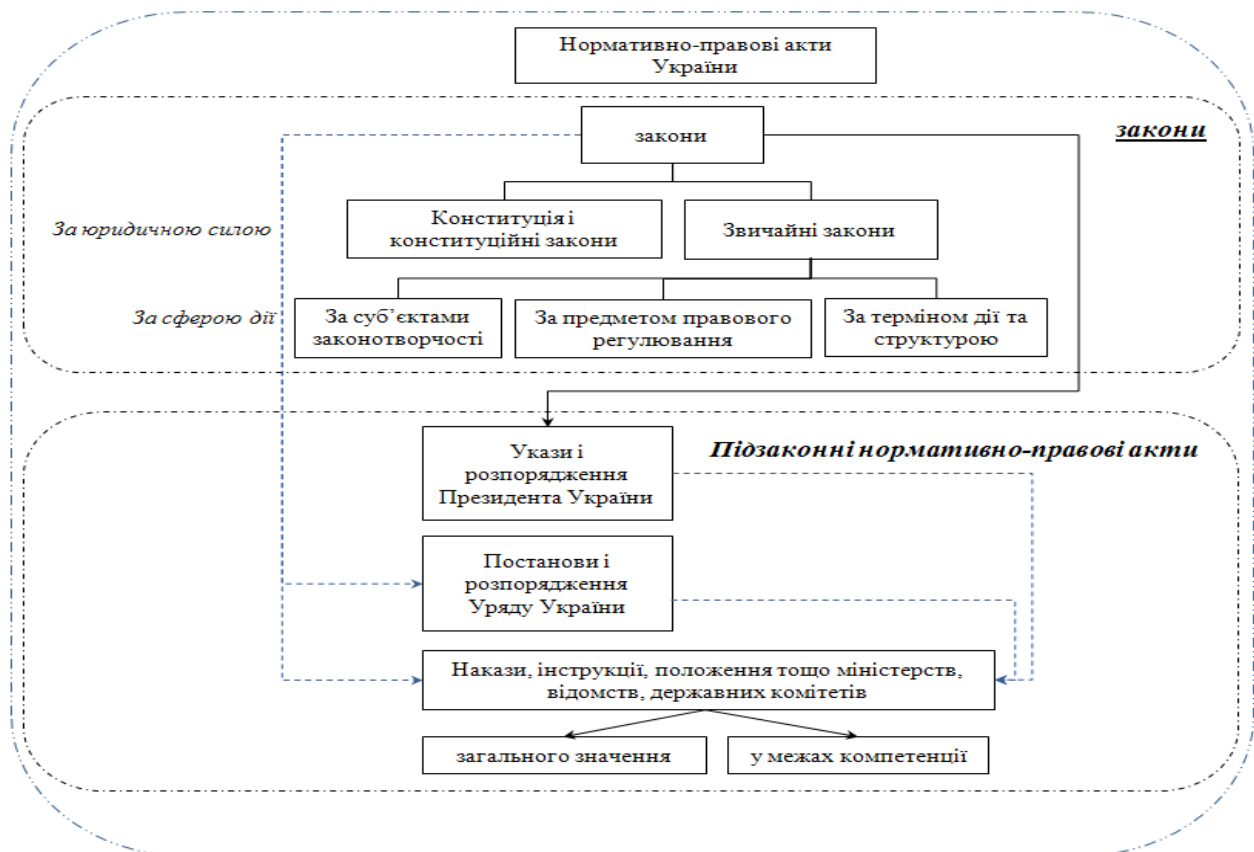 Нормативно-правові акти
України
закони
закони
За юридичною силою
Конституція і
конституційні закони
Звичайні закони
За сферою дії
За суб’єктами
законотворчості
За предметом правового
регулювання
За терміном дії та
структурою
Підзаконні нормативно-правові акти
Укази і
розпорядження
Президента України
Постанови і
розпорядження
Уряду України
Накази, інструкції, положення тощо міністерств,
відомств, державних комітетів
загального значення
у межах компетенції